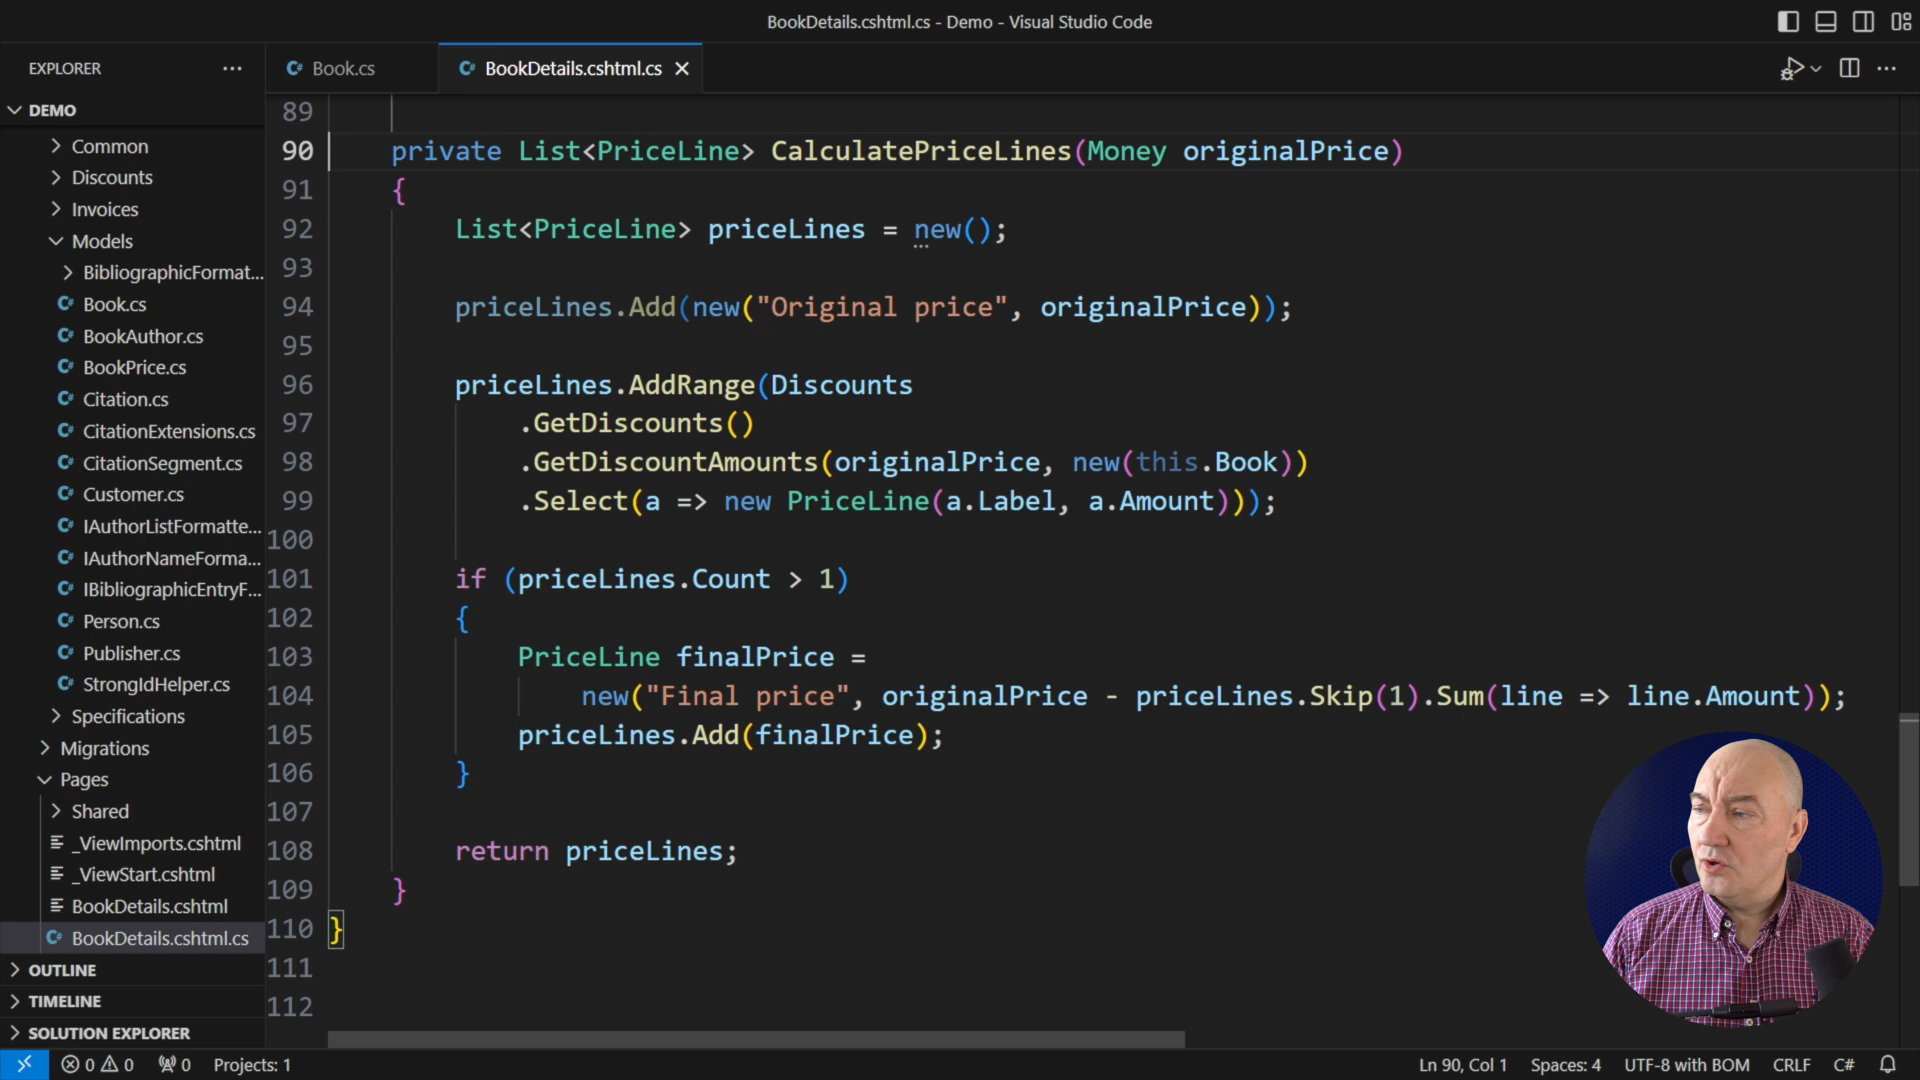 BookDetails.cshtml.cs - Demo - Visual Studio Code
EXPLORER
DEMO
Common
Discounts
Invoices
Models
BibliographicFormat...
Book.cs
BookAuthor.cs
BookPrice.cs
Citation.cs
CitationExtensions.cs
CitationSegment.cs
Customer.cs
IAuthorListFormatte...
IAuthorNameForma...
IBibliographicEntryF...
Person.cs
Publisher.cs
StrongIdHelper.cs
Specifications
Migrations
Pages
Shared
_ViewImports.cshtml
_ViewStart.cshtml
BookDetails.cshtml
BookDetails.cshtml.cs
OUTLINE
TIMELINE
SOLUTION EXPLORER
Book.cs
BookDetails.cshtml.cs
89
90 private List<PriceLine> CalculatePriceLines(Money originalPrice)
91 {
92 List<PriceLine> priceLines = new();
93
94 priceLines.Add(new("Original price", originalPrice));
95
96 priceLines.AddRange(Discounts
97 .GetDiscounts()
98 .GetDiscountAmounts(originalPrice, new(this.Book))
99 .Select(a => new PriceLine(a.Label, a.Amount)));
100
101 if (priceLines.Count > 1)
102 {
103 PriceLine finalPrice =
104 new("Final price", originalPrice - priceLines.Skip(1).Sum(line => line.Amount));
105 priceLines.Add(finalPrice);
106 }
107
108 return priceLines;
109 }
110 }
111
112
0 0 0 Projects: 1 Ln 90, Col 1 Spaces: 4 UTF-8 with BOM CRLF C#